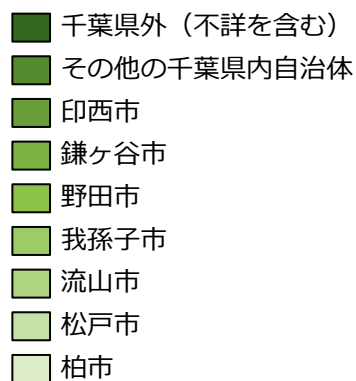 千葉県外（不詳を含む）
その他の千葉県内自治体
印西市
鎌ヶ谷市
野田市
我孫子市
流山市
松戸市
柏市